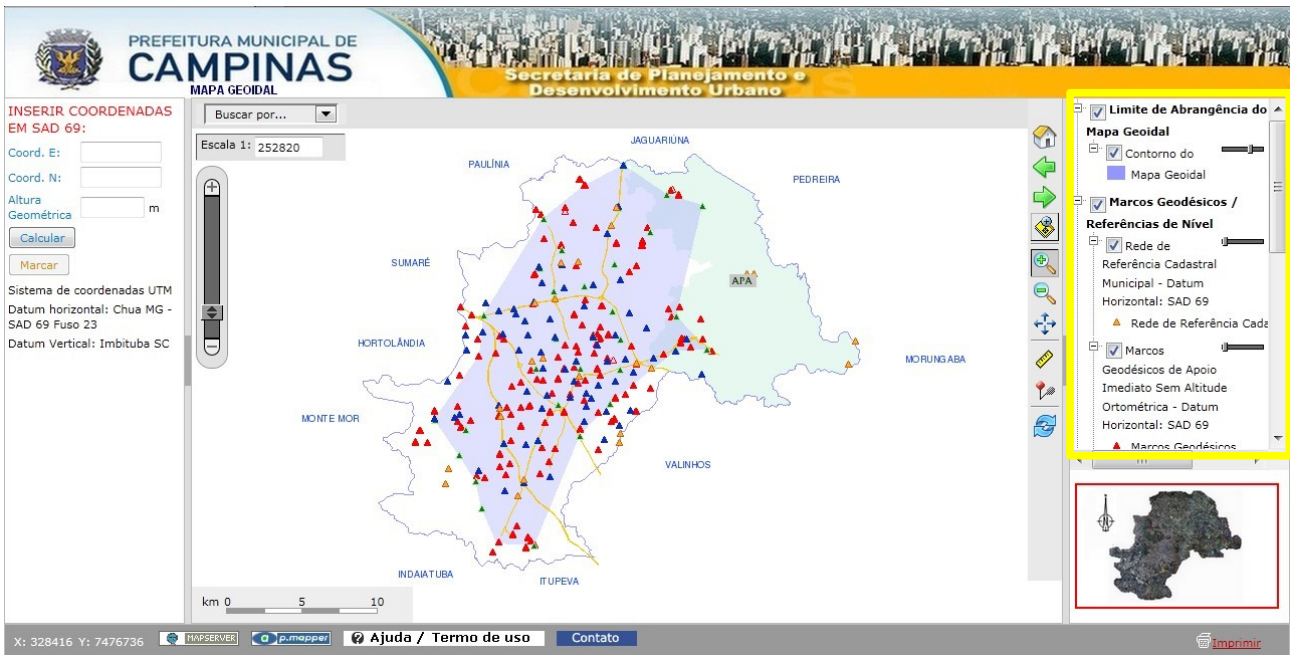 PREFEITURA MUNICIPAL DE
CAMPINAS
MAPA GEOIDAL
Secretaria de Planejamento e
Desenvolvimento Urbano
INSERIR COORDENADAS
EM SAD 69:
Coord. E:
Coord. N:
Altura
Geométrica
m
Calcular
Marcar
Sistema de coordenadas UTM
Datum horizontal: Chua MG -
SAD 69 Fuso 23
Datum Vertical: Imbituba SC
Buscar por...
Escala 1: 252820
JAGUARIÚNA
PAULÍNIA
PEDREIRA
SUMARÉ
APA
HORTOLÂNDIA
MORUNGABA
MONTE MOR
VALINHOS
INDAIATUBA
ITUPEVA
km 0 5 10
Limite de Abrangência do
Mapa Geoidal
Contorno do
Mapa Geoidal
Marcos Geodésicos /
Referências de Nível
Rede de
Referência Cadastral
Municipal - Datum
Horizontal: SAD 69
Rede de Referência Cada
Marcos
Geodésicos de Apoio
Imediato Sem Altitude
Ortométrica - Datum
Horizontal: SAD 69
Marcos Geodésicos
X: 328416 Y: 7476736
MAPSERVER
p.mapper
Ajuda / Termo de uso
Contato
Imprimir